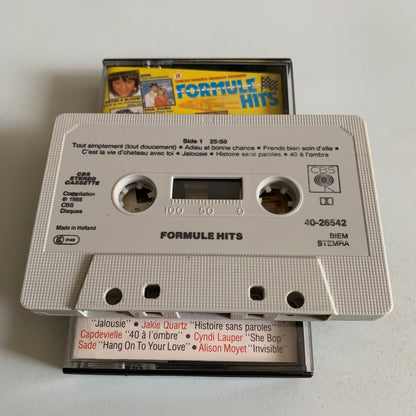 FORMULE
HITS
Side 1 25:50
Tout simplement (tout doucement) • Adieu et bonne chance • Prends bien soin d'elle •
C'est la vie d'chateau avec toi • Jalousie • Histoire sans paroles • 40 à l'ombre
CBS
STEREO
CASSETTE
Compilation
℗ 1985
CBS
Disques
Made in Holland
100 50 0
CBS
40-26542
BIEM
STEMRA
FORMULE HITS
"Jalousie" • Jakie Quartz "Histoire sans paroles"
Capdevielle "40 à l'ombre" • Cyndi Lauper "She Bop"
Sade "Hang On To Your Love" • Alison Moyet "Invisible"